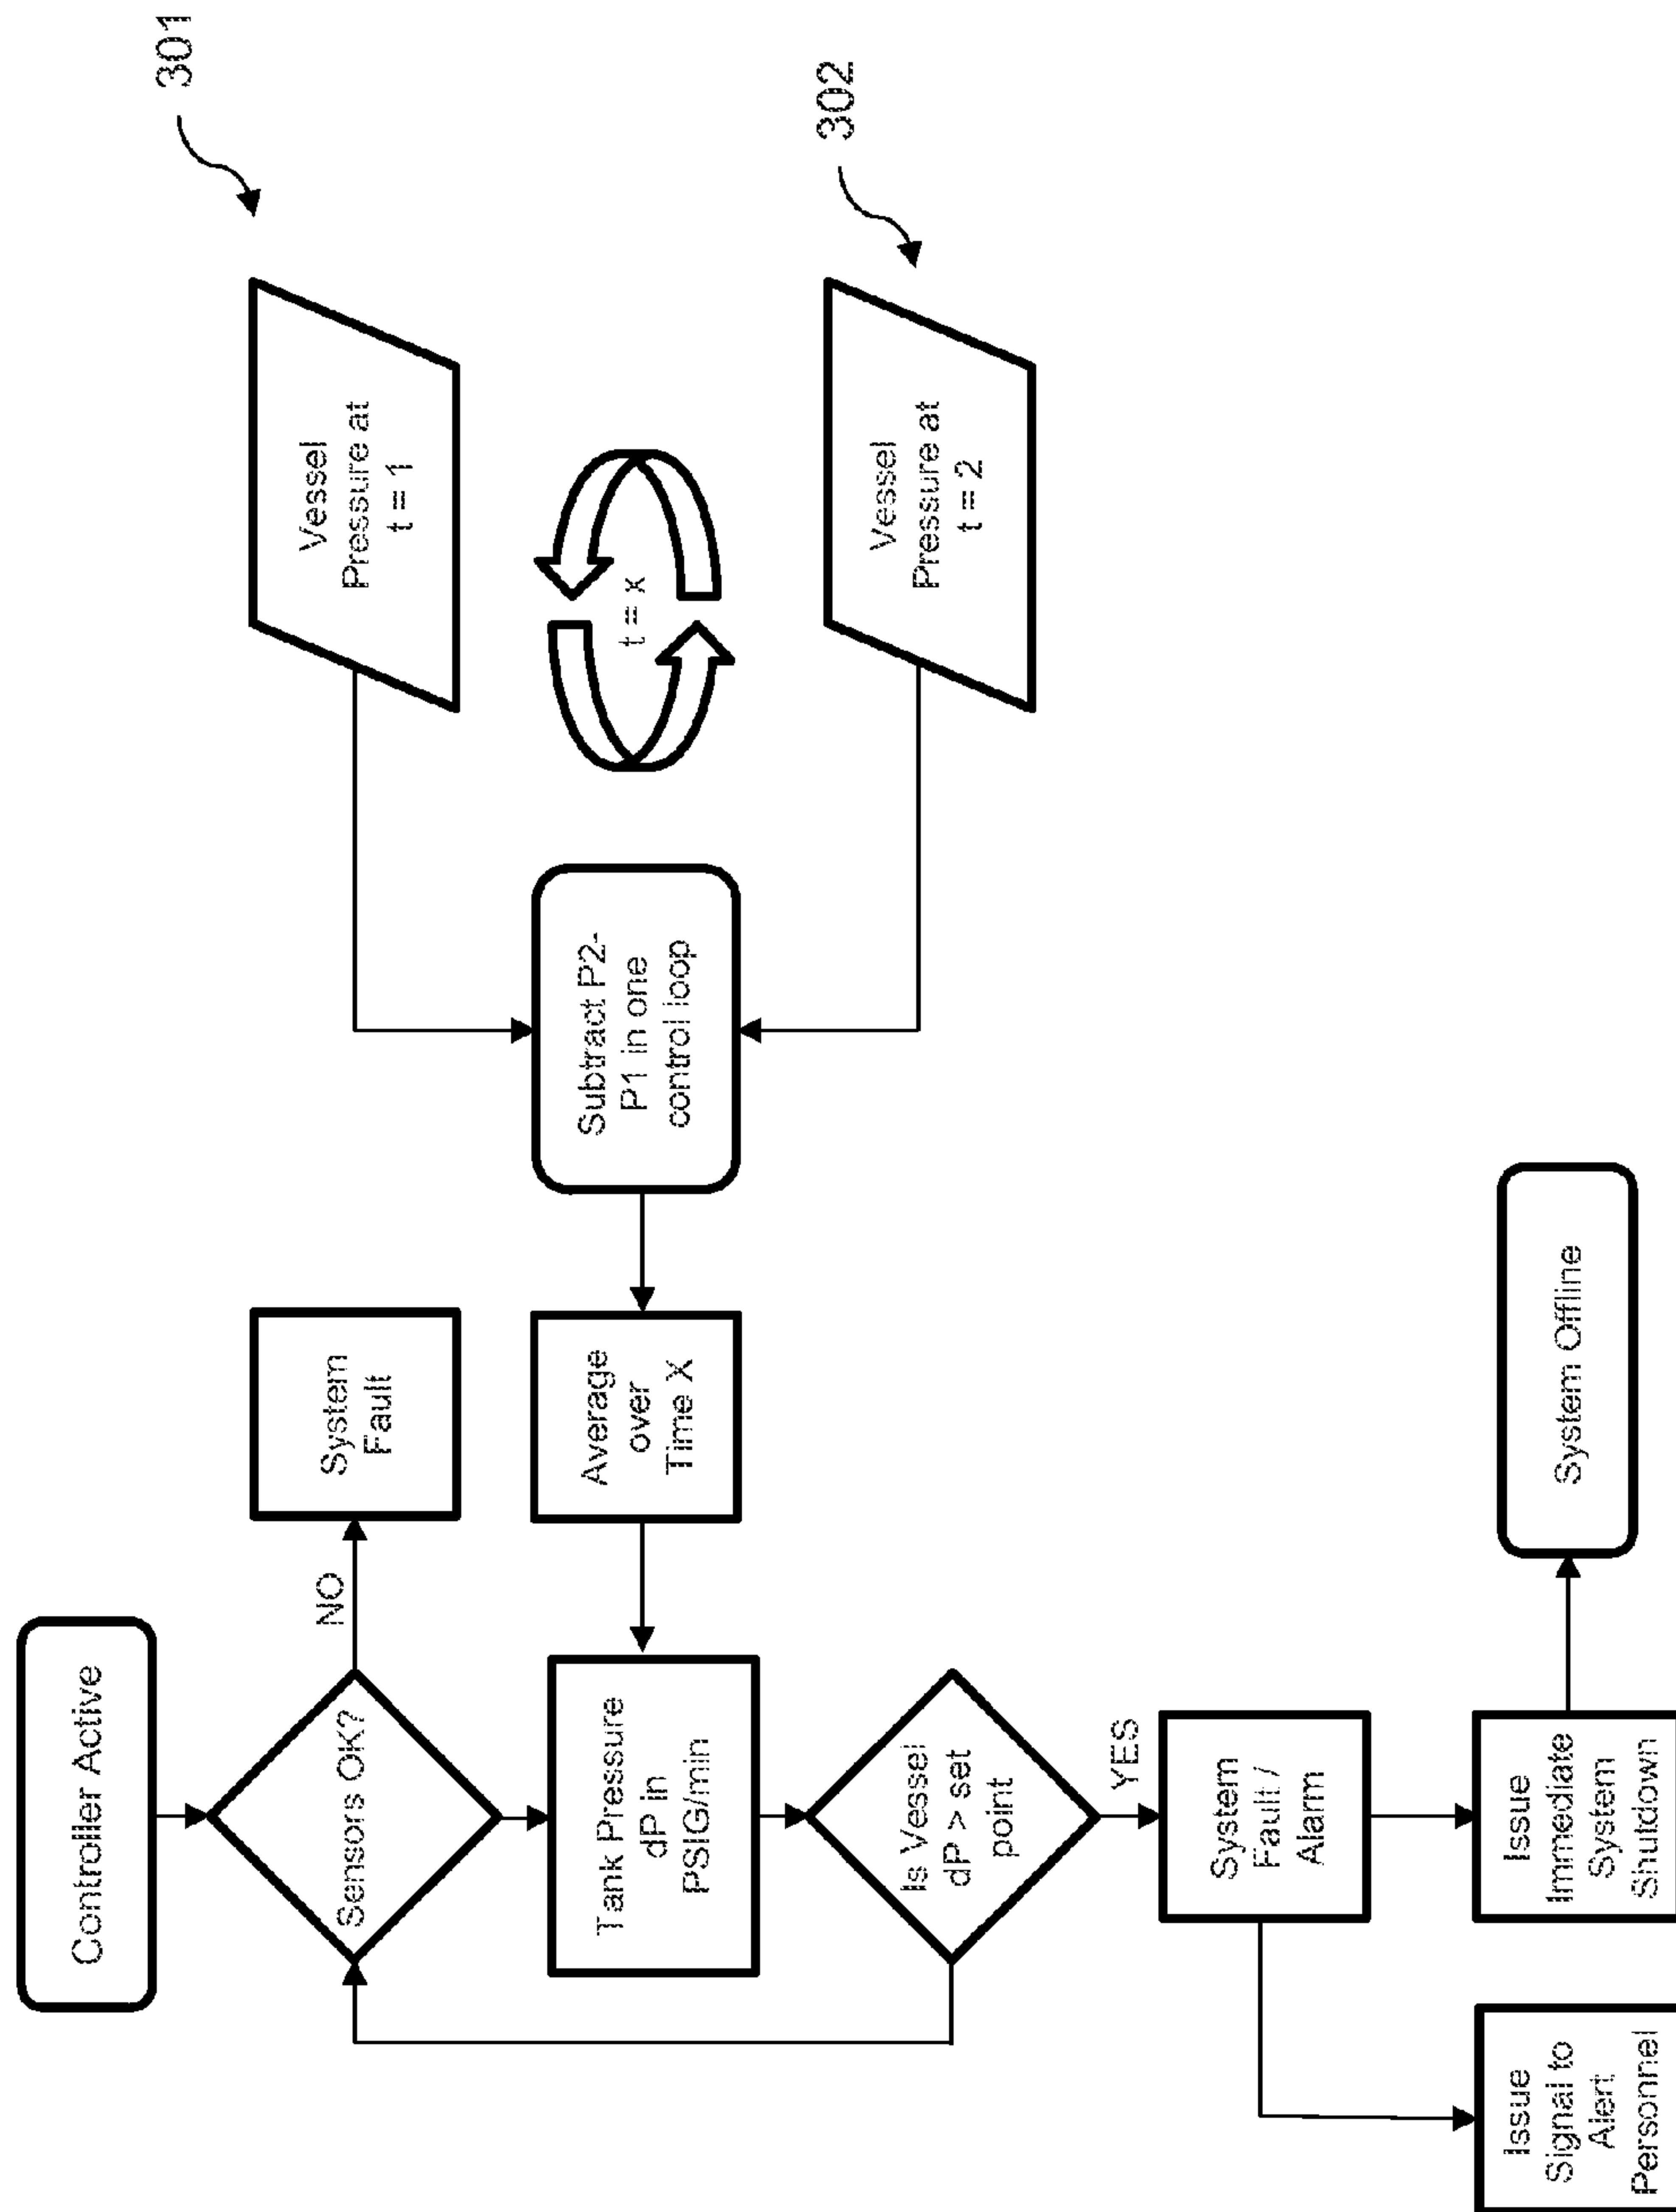 Controller Active
Sensors OK?
NO
System
Fault
Tank Pressure
dP in
PSIG/min
Average
over
Time X
Subtract P2-
P1 in one
control loop
Vessel
Pressure at
t = 1
301
t = x
Vessel
Pressure at
t = 2
302
Is Vessel
dP > set
point
YES
System
Fault /
Alarm
Issue
Signal to
Alert
Personnel
Issue
Immediate
System
Shutdown
System Offline